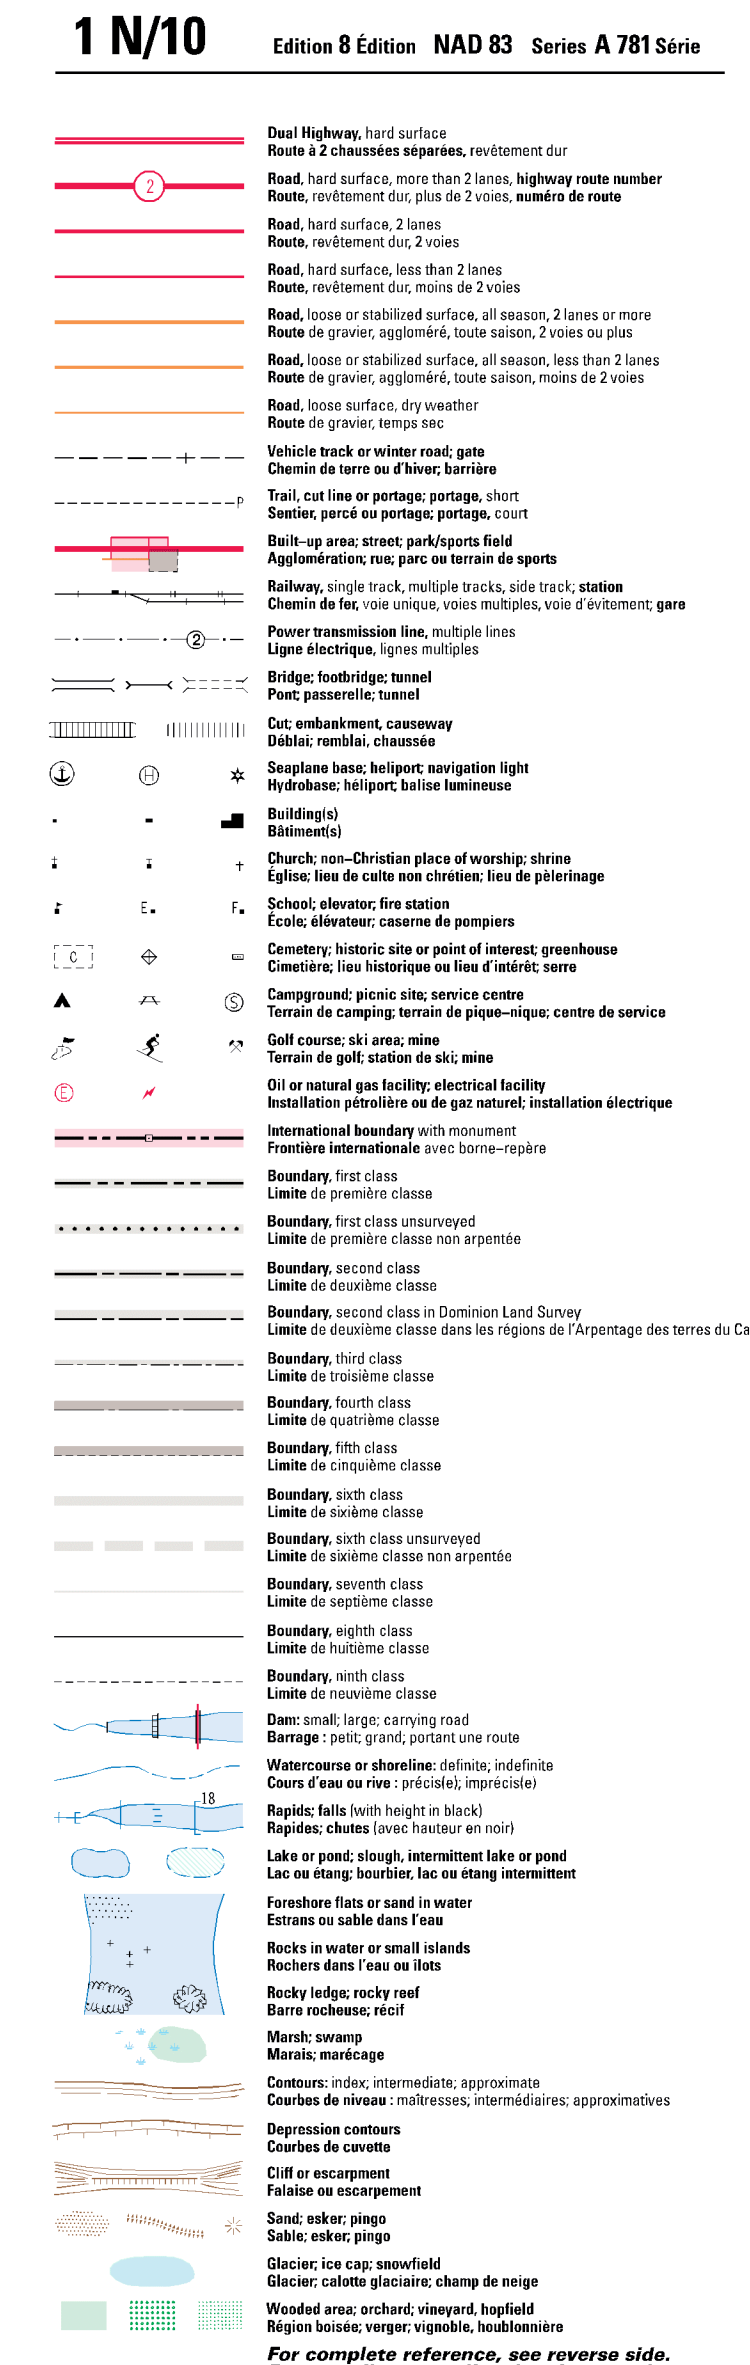 1 N/10 Edition 8 Édition NAD 83 Series A 781 Série
Dual Highway, hard surface
Route à 2 chaussées séparées, revêtement dur
2
Road, hard surface, more than 2 lanes, highway route number
Route, revêtement dur, plus de 2 voies, numéro de route
Road, hard surface, 2 lanes
Route, revêtement dur, 2 voies
Road, hard surface, less than 2 lanes
Route, revêtement dur, moins de 2 voies
Road, loose or stabilized surface, all season, 2 lanes or more
Route de gravier, aggloméré, toute saison, 2 voies ou plus
Road, loose or stabilized surface, all season, less than 2 lanes
Route de gravier, aggloméré, toute saison, moins de 2 voies
Road, loose surface, dry weather
Route de gravier, temps sec
Vehicle track or winter road; gate
Chemin de terre ou d'hiver; barrière
P
Trail, cut line or portage; portage, short
Sentier, percé ou portage; portage, court
Built–up area; street; park/sports field
Agglomération; rue; parc ou terrain de sports
Railway, single track, multiple tracks, side track; station
Chemin de fer, voie unique, voies multiples, voie d'évitement; gare
2
Power transmission line, multiple lines
Ligne électrique, lignes multiples
Bridge; footbridge; tunnel
Pont; passerelle; tunnel
Cut; embankment, causeway
Déblai; remblai, chaussée
H
Seaplane base; heliport; navigation light
Hydrobase; héliport; balise lumineuse
Building(s)
Bâtiment(s)
Church; non–Christian place of worship; shrine
Église; lieu de culte non chrétien; lieu de pèlerinage
E F
School; elevator; fire station
École; élévateur; caserne de pompiers
C
Cemetery; historic site or point of interest; greenhouse
Cimetière; lieu historique ou lieu d'intérêt; serre
S
Campground; picnic site; service centre
Terrain de camping; terrain de pique–nique; centre de service
Golf course; ski area; mine
Terrain de golf; station de ski; mine
E
Oil or natural gas facility; electrical facility
Installation pétrolière ou de gaz naturel; installation électrique
International boundary with monument
Frontière internationale avec borne–repère
Boundary, first class
Limite de première classe
Boundary, first class unsurveyed
Limite de première classe non arpentée
Boundary, second class
Limite de deuxième classe
Boundary, second class in Dominion Land Survey
Limite de deuxième classe dans les régions de l'Arpentage des terres du Ca
Boundary, third class
Limite de troisième classe
Boundary, fourth class
Limite de quatrième classe
Boundary, fifth class
Limite de cinquième classe
Boundary, sixth class
Limite de sixième classe
Boundary, sixth class unsurveyed
Limite de sixième classe non arpentée
Boundary, seventh class
Limite de septième classe
Boundary, eighth class
Limite de huitième classe
Boundary, ninth class
Limite de neuvième classe
Dam: small; large; carrying road
Barrage : petit; grand; portant une route
Watercourse or shoreline: definite; indefinite
Cours d'eau ou rive : précis(e); imprécis(e)
18
Rapids; falls (with height in black)
Rapides; chutes (avec hauteur en noir)
Lake or pond; slough, intermittent lake or pond
Lac ou étang; bourbier, lac ou étang intermittent
Foreshore flats or sand in water
Estrans ou sable dans l'eau
Rocks in water or small islands
Rochers dans l'eau ou îlots
Rocky ledge; rocky reef
Barre rocheuse; récif
Marsh; swamp
Marais; marécage
Contours: index; intermediate; approximate
Courbes de niveau : maîtresses; intermédiaires; approximatives
Depression contours
Courbes de cuvette
Cliff or escarpment
Falaise ou escarpement
Sand; esker; pingo
Sable; esker; pingo
Glacier; ice cap; snowfield
Glacier; calotte glaciaire; champ de neige
Wooded area; orchard; vineyard, hopfield
Région boisée; verger; vignoble, houblonnière
For complete reference, see reverse side.